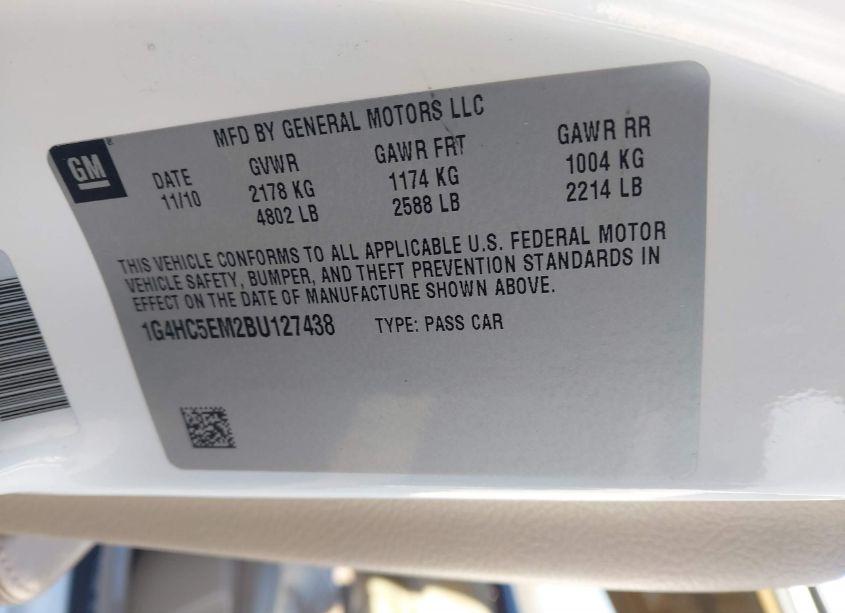 GM
MFD BY GENERAL MOTORS LLC
DATE GVWR GAWR FRT GAWR RR
11/10 2178 KG 1174 KG 1004 KG
4802 LB 2588 LB 2214 LB
THIS VEHICLE CONFORMS TO ALL APPLICABLE U.S. FEDERAL MOTOR
VEHICLE SAFETY, BUMPER, AND THEFT PREVENTION STANDARDS IN
EFFECT ON THE DATE OF MANUFACTURE SHOWN ABOVE.
1G4HC5EM2BU127438 TYPE: PASS CAR